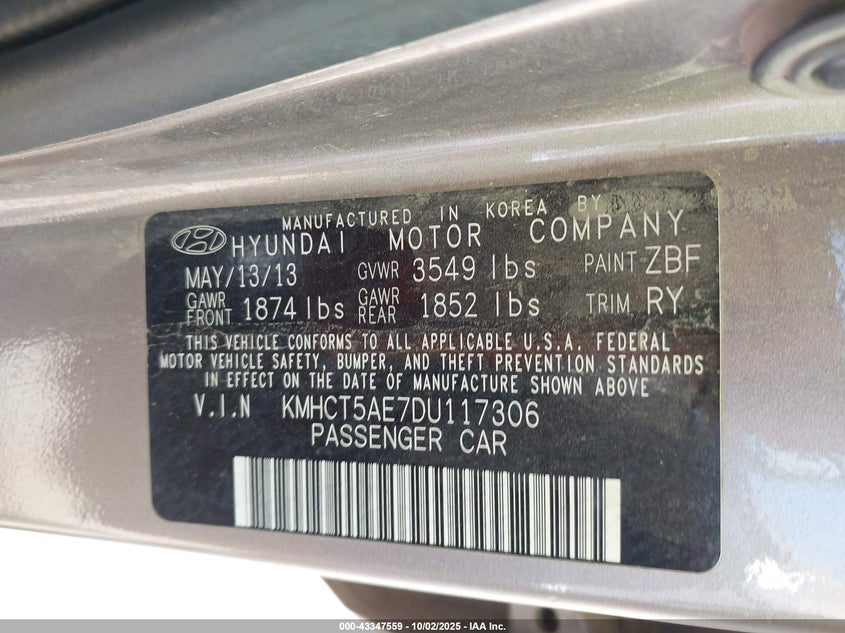 MANUFACTURED IN KOREA BY
HYUNDAI MOTOR COMPANY
MAY/13/13 GVWR 3549 lbs PAINT ZBF
GAWR FRONT 1874 lbs GAWR REAR 1852 lbs TRIM RY
THIS VEHICLE CONFORMS TO ALL APPLICABLE U.S.A. FEDERAL
MOTOR VEHICLE SAFETY, BUMPER, AND THEFT PREVENTION STANDARDS
IN EFFECT ON THE DATE OF MANUFACTURE SHOWN ABOVE
V.I.N KMHCT5AE7DU117306
PASSENGER CAR
000-43347559 - 10/02/2025 - IAA Inc.